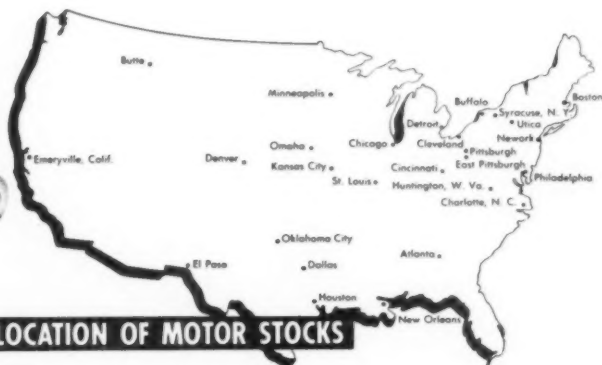 Butte
Minneapolis
Boston
Buffalo
Syracuse, N. Y.
Utica
Detroit
Newark
Chicago
Cleveland
Pittsburgh
East Pittsburgh
Omaha
Emeryville, Calif.
Denver
Kansas City
Cincinnati
Philadelphia
St. Louis
Huntington, W. Va.
Charlotte, N. C.
Oklahoma City
Atlanta
El Paso
Dallas
Houston
New Orleans
LOCATION OF MOTOR STOCKS